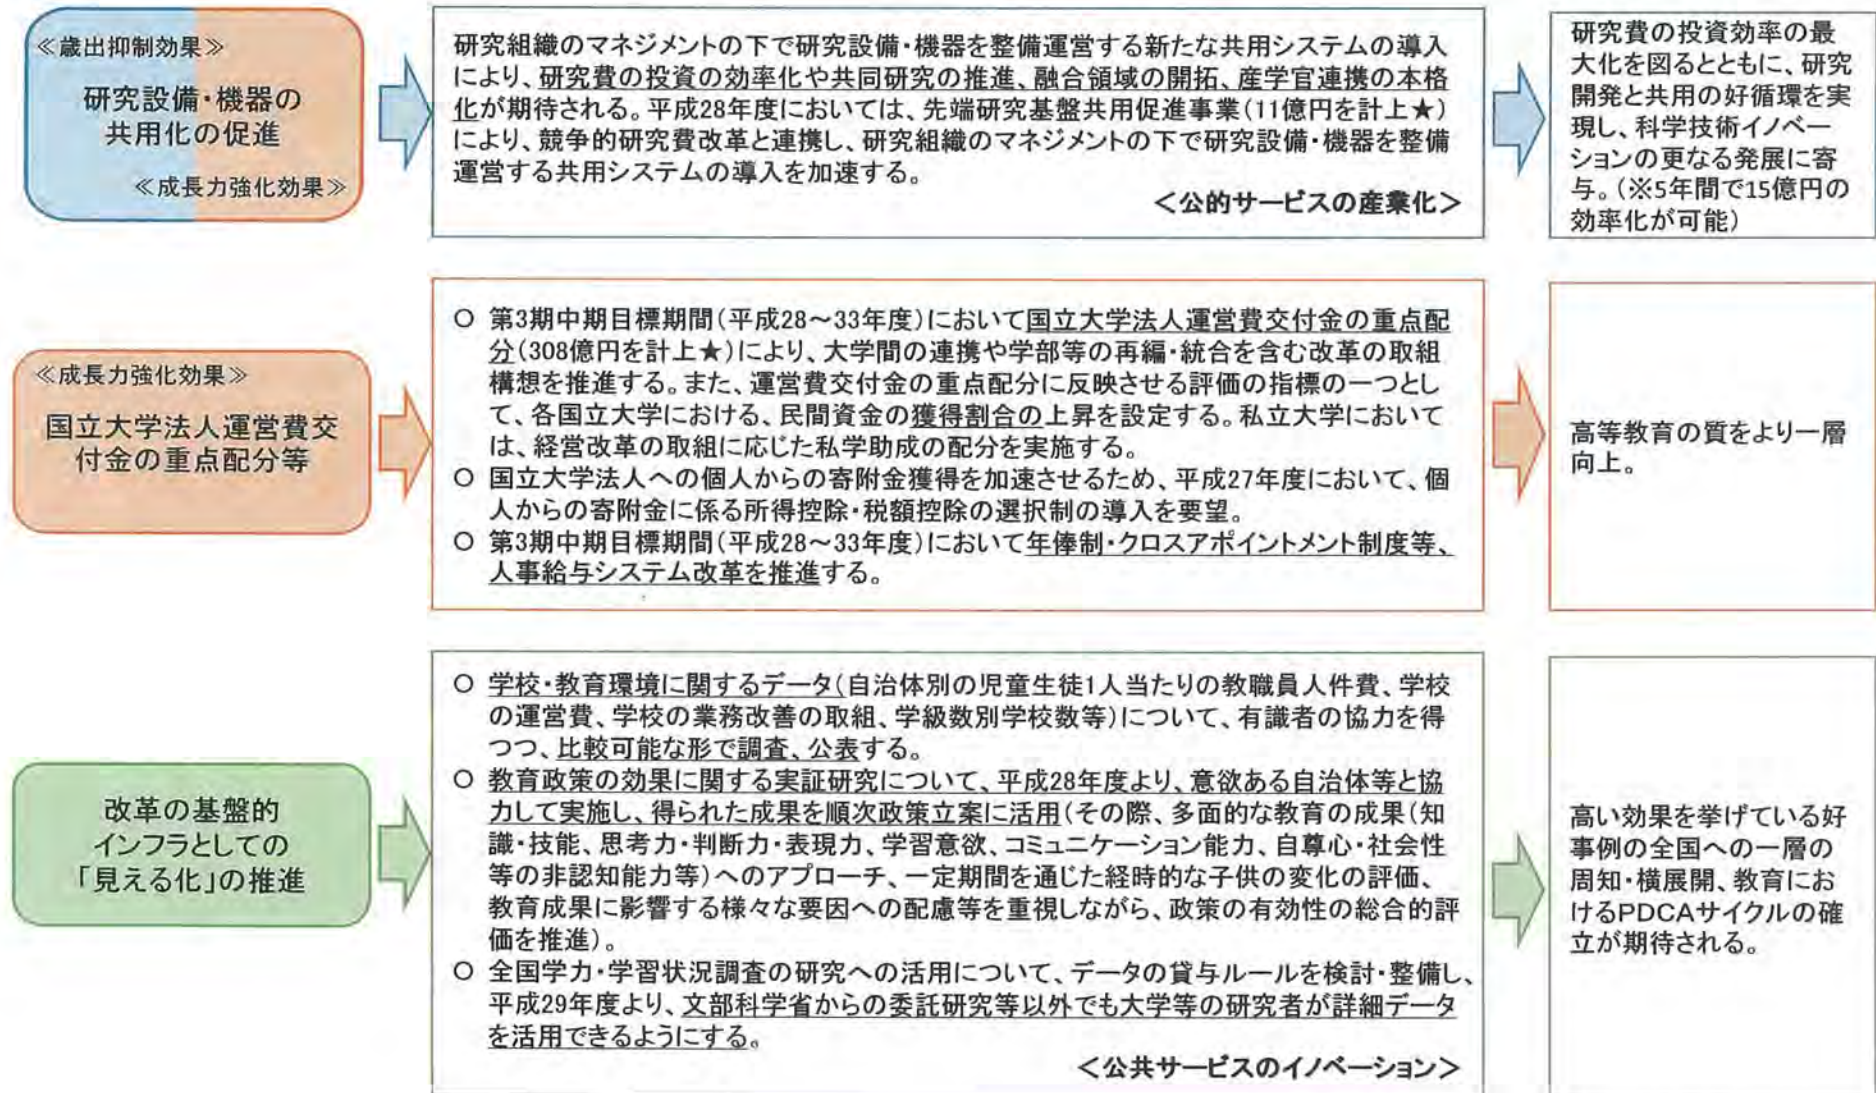 ≪歳出抑制効果≫
研究設備・機器の
共用化の促進
≪成長力強化効果≫
研究組織のマネジメントの下で研究設備・機器を整備運営する新たな共用システムの導入
により、研究費の投資の効率化や共同研究の推進、融合領域の開拓、産学官連携の本格
化が期待される。平成28年度においては、先端研究基盤共用促進事業(11億円を計上★)
により、競争的研究費改革と連携し、研究組織のマネジメントの下で研究設備・機器を整備
運営する共用システムの導入を加速する。
＜公的サービスの産業化＞
研究費の投資効率の最
大化を図るとともに、研究
開発と共用の好循環を実
現し、科学技術イノベー
ションの更なる発展に寄
与。(※5年間で15億円の
効率化が可能)
≪成長力強化効果≫
国立大学法人運営費交
付金の重点配分等
○ 第3期中期目標期間(平成28～33年度)において国立大学法人運営費交付金の重点配
分(308億円を計上★)により、大学間の連携や学部等の再編・統合を含む改革の取組
構想を推進する。また、運営費交付金の重点配分に反映させる評価の指標の一つとし
て、各国立大学における、民間資金の獲得割合の上昇を設定する。私立大学において
は、経営改革の取組に応じた私学助成の配分を実施する。
○ 国立大学法人への個人からの寄附金獲得を加速させるため、平成27年度において、個
人からの寄附金に係る所得控除・税額控除の選択制の導入を要望。
○ 第3期中期目標期間(平成28～33年度)において年俸制・クロスアポイントメント制度等、
人事給与システム改革を推進する。
高等教育の質をより一層
向上。
改革の基盤的
インフラとしての
「見える化」の推進
○ 学校・教育環境に関するデータ(自治体別の児童生徒1人当たりの教職員人件費、学校
の運営費、学校の業務改善の取組、学級数別学校数等)について、有識者の協力を得
つつ、比較可能な形で調査、公表する。
○ 教育政策の効果に関する実証研究について、平成28年度より、意欲ある自治体等と協
力して実施し、得られた成果を順次政策立案に活用(その際、多面的な教育の成果(知
識・技能、思考力・判断力・表現力、学習意欲、コミュニケーション能力、自尊心・社会性
等の非認知能力等)へのアプローチ、一定期間を通じた経時的な子供の変化の評価、
教育成果に影響する様々な要因への配慮等を重視しながら、政策の有効性の総合的評
価を推進)。
○ 全国学力・学習状況調査の研究への活用について、データの貸与ルールを検討・整備し、
平成29年度より、文部科学省からの委託研究等以外でも大学等の研究者が詳細データ
を活用できるようにする。
＜公共サービスのイノベーション＞
高い効果を挙げている好
事例の全国への一層の
周知・横展開、教育にお
けるPDCAサイクルの確
立が期待される。